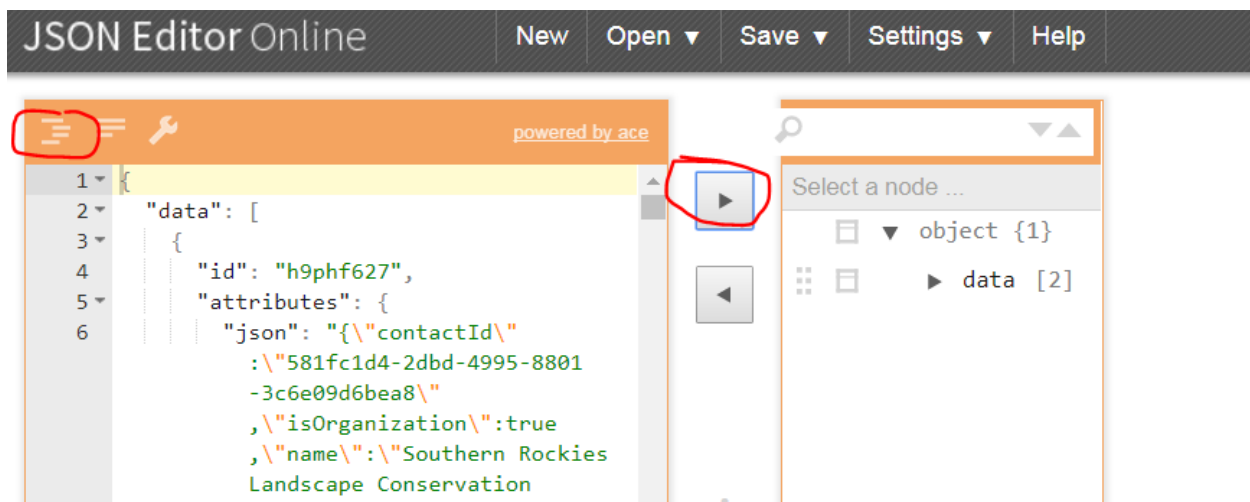 JSON Editor Online New Open ▼ Save ▼ Settings ▼ Help
powered by ace
1 {
2 "data": [
3 {
4 "id": "h9phf627",
5 "attributes": {
6 "json": "{\"contactId\"
:\"581fc1d4-2dbd-4995-8801
-3c6e09d6bea8\"
,\"isOrganization\":true
,\"name\":\"Southern Rockies
Landscape Conservation
Select a node ...
▼ object {1}
► data [2]